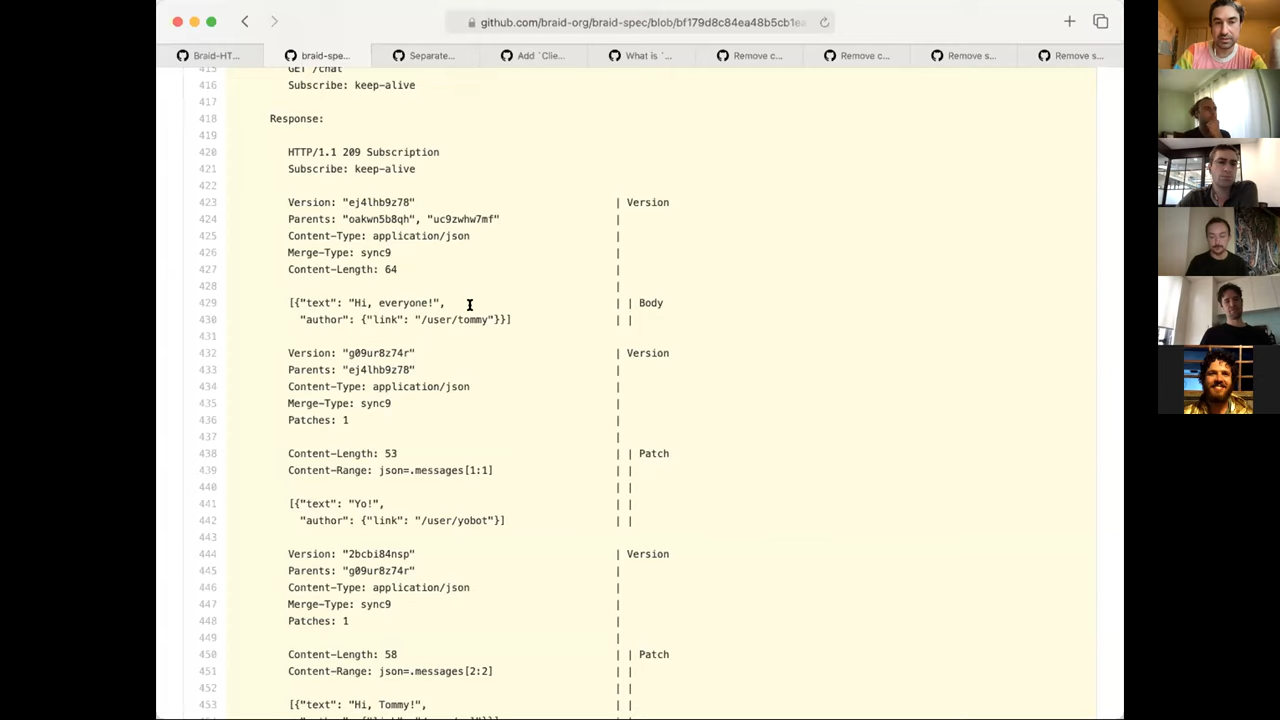 github.com/braid-org/braid-spec/blob/bf179d8c84ea48b5cb1ea
Braid-HT...
braid-spe...
Separate...
Add `Clie...
What is `...
Remove c...
Remove c...
Remove s...
Remove s...
415 GET /chat
416 Subscribe: keep-alive
417
418 Response:
419
420 HTTP/1.1 209 Subscription
421 Subscribe: keep-alive
422
423 Version: "ej4lhb9z78" | Version
424 Parents: "oakwn5b8qh", "uc9zwhw7mf" |
425 Content-Type: application/json |
426 Merge-Type: sync9 |
427 Content-Length: 64 |
428 |
429 [{"text": "Hi, everyone!", | | Body
430 "author": {"link": "/user/tommy"}}] | |
431
432 Version: "g09ur8z74r" | Version
433 Parents: "ej4lhb9z78" |
434 Content-Type: application/json |
435 Merge-Type: sync9 |
436 Patches: 1 |
437 |
438 Content-Length: 53 | | Patch
439 Content-Range: json=.messages[1:1] | |
440 | |
441 [{"text": "Yo!", | |
442 "author": {"link": "/user/yobot"}] | |
443
444 Version: "2bcbi84nsp" | Version
445 Parents: "g09ur8z74r" |
446 Content-Type: application/json |
447 Merge-Type: sync9 |
448 Patches: 1 |
449 |
450 Content-Length: 58 | | Patch
451 Content-Range: json=.messages[2:2] | |
452 | |
453 [{"text": "Hi, Tommy!", | |